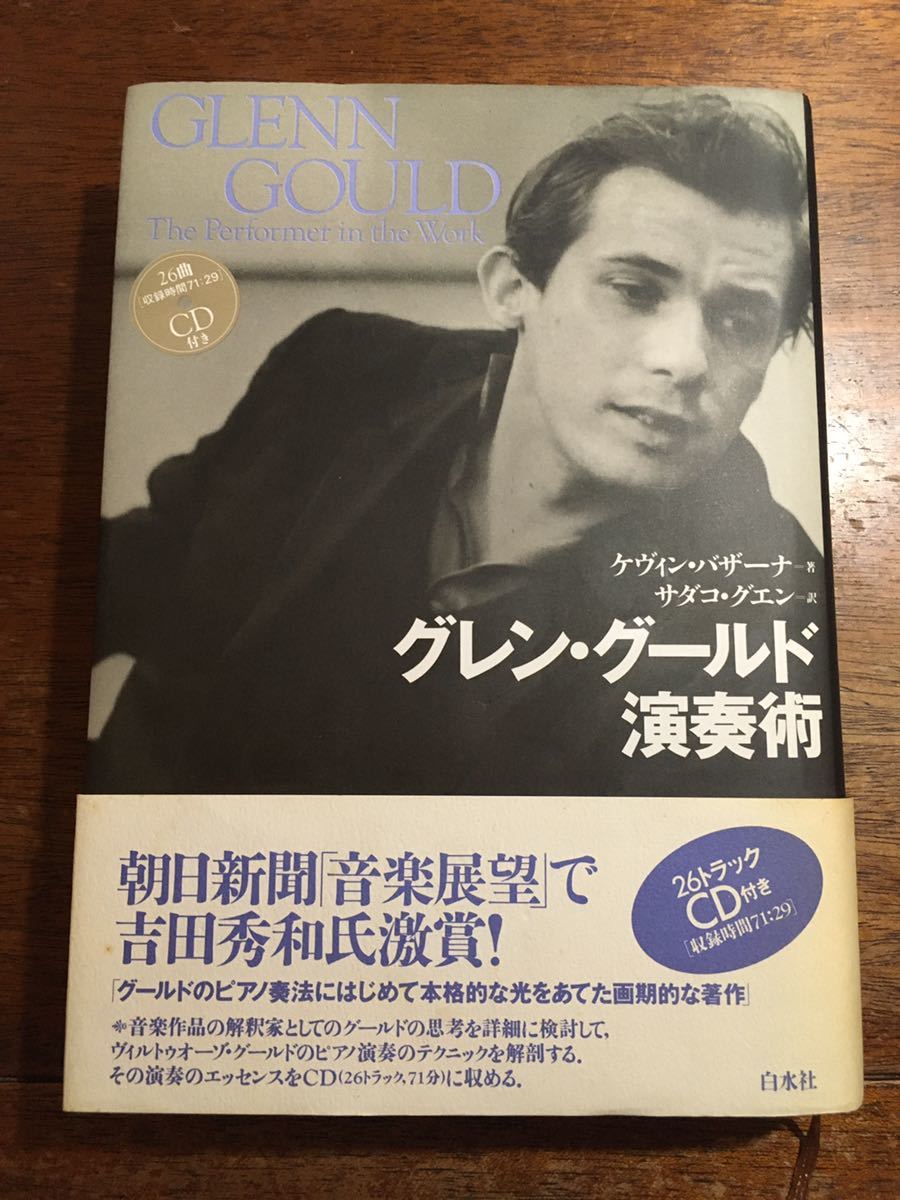 GLENN
GOULD
The Performer in the Work
26曲
[収録時間71:29]
CD
付き
ケヴィン・バザーナ=著
サダコ・グエン=訳
グレン・グールド
演奏術
朝日新聞「音楽展望」で
吉田秀和氏激賞!
「グールドのピアノ奏法にはじめて本格的な光をあてた画期的な著作」
*音楽作品の解釈家としてのグールドの思考を詳細に検討して,
ヴィルトゥオーゾ・グールドのピアノ演奏のテクニックを解剖する.
その演奏のエッセンスをCD(26トラック,71分)に収める.
26トラック
CD付き
[収録時間71:29]
白水社